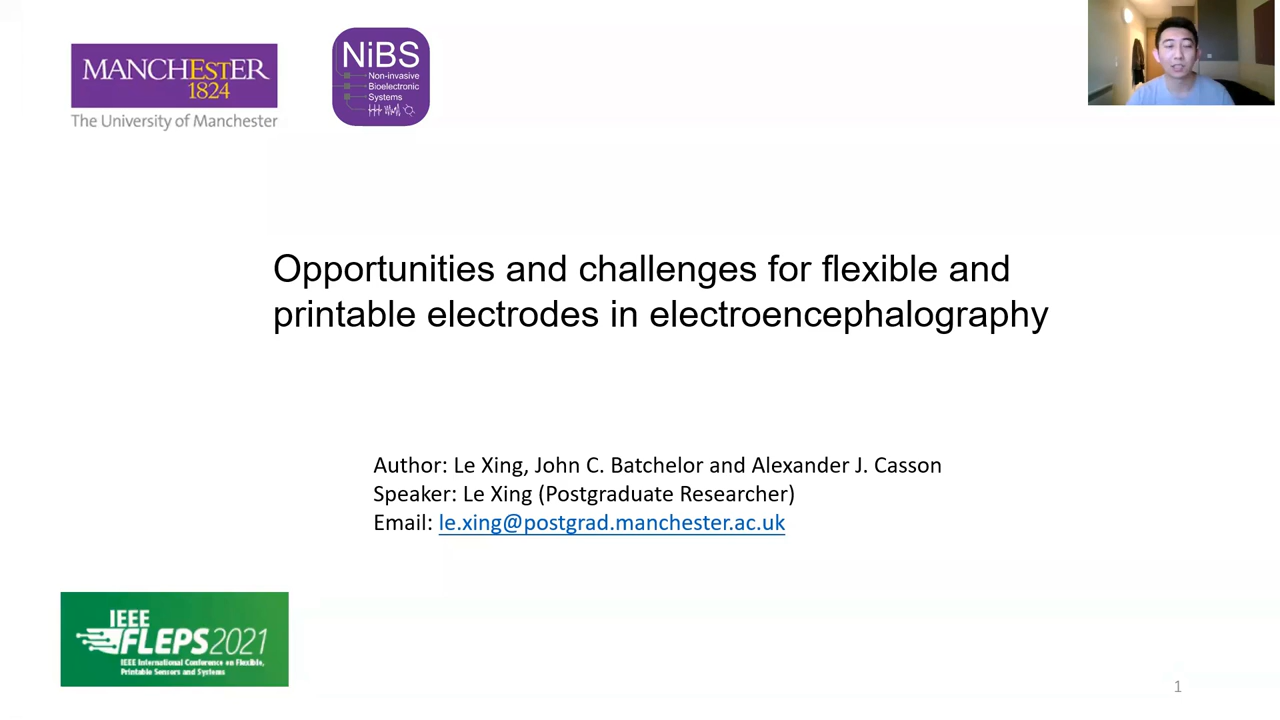 MANCHESTER
1824
The University of Manchester
NiBS
Non-invasive
Bioelectronic
Systems
Opportunities and challenges for flexible and
printable electrodes in electroencephalography
Author: Le Xing, John C. Batchelor and Alexander J. Casson
Speaker: Le Xing (Postgraduate Researcher)
Email: le.xing@postgrad.manchester.ac.uk
IEEE
FLEPS 2021
IEEE International Conference on Flexible,
Printable Sensors and Systems
1